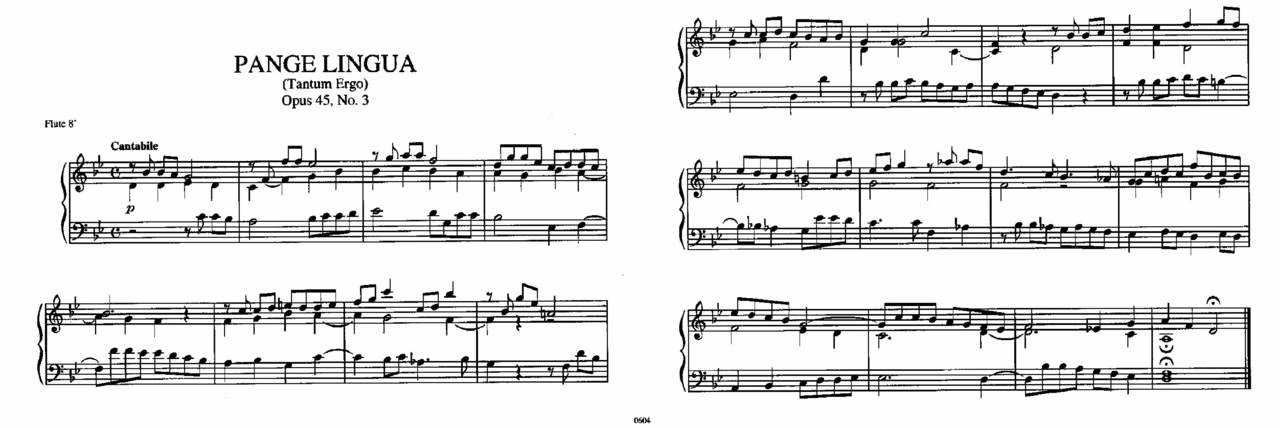 PANGE LINGUA
(Tantum Ergo)
Opus 45, No. 3
Flute 8'
Cantabile
p
0604